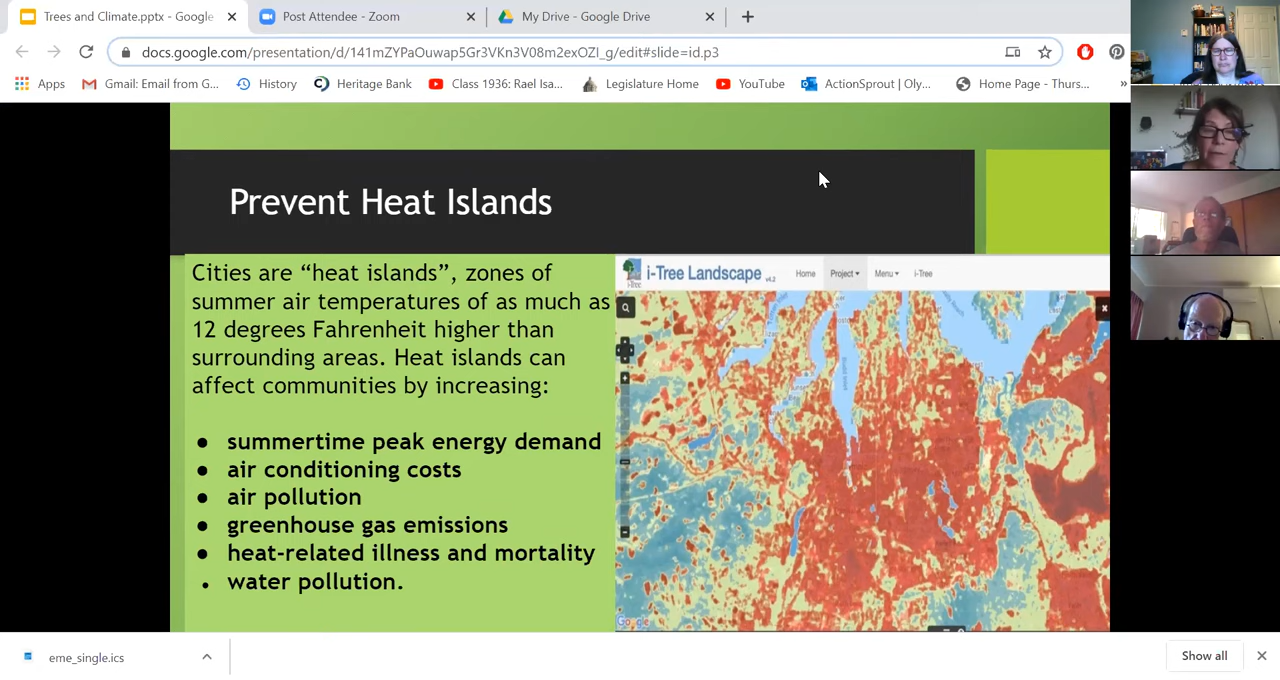 Trees and Climate.pptx - Google
Post Attendee - Zoom
My Drive - Google Drive
docs.google.com/presentation/d/141mZYPaOuwap5Gr3VKn3V08m2exOZI_g/edit#slide=id.p3
Apps
Gmail: Email from G...
History
Heritage Bank
Class 1936: Rael Isa...
Legislature Home
YouTube
ActionSprout | Oly...
Home Page - Thurs...
»
Prevent Heat Islands
Cities are “heat islands”, zones of
summer air temperatures of as much as
12 degrees Fahrenheit higher than
surrounding areas. Heat islands can
affect communities by increasing:
● summertime peak energy demand
● air conditioning costs
● air pollution
● greenhouse gas emissions
● heat-related illness and mortality
● water pollution.
i-Tree
i-Tree Landscape v4.2
Home
Project
Menu
i-Tree
Google
eme_single.ics
Show all